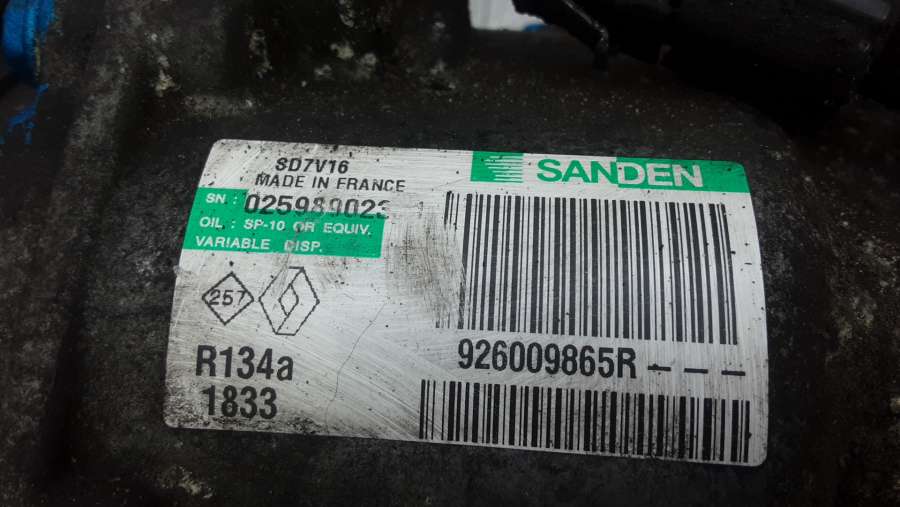 SD7V16
MADE IN FRANCE
SANDEN
SN: 025989023
OIL: SP-10 OR EQUIV.
VARIABLE DISP.
257
R134a
1833
926009865R - - -